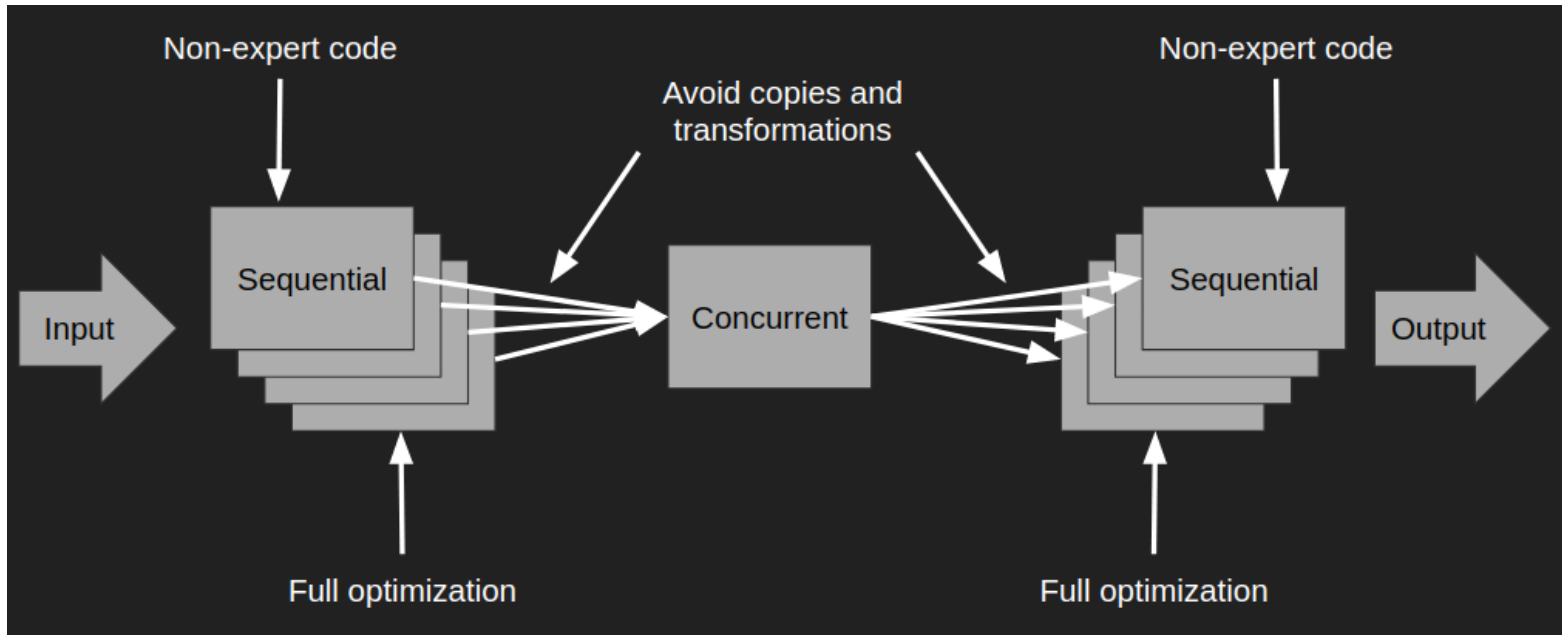 Non-expert code
Non-expert code
Avoid copies and
transformations
Sequential
Sequential
Input
Concurrent
Output
Full optimization
Full optimization